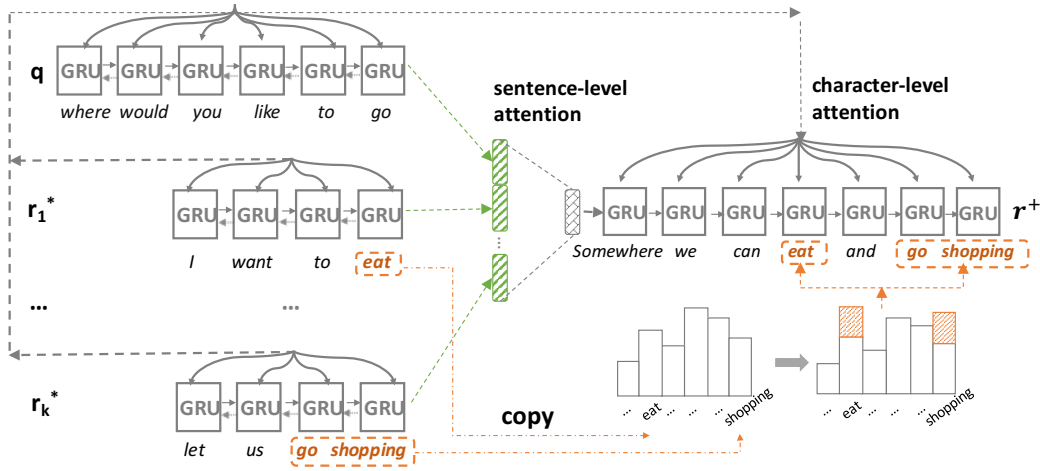 q
GRU GRU GRU GRU GRU GRU
where would you like to go
sentence-level
attention
character-level
attention
r1*
GRU GRU GRU GRU
I want to eat
GRU GRU GRU GRU GRU GRU GRU
r+
Somewhere we can eat and go shopping
...
...
rk*
GRU GRU GRU GRU
let us go shopping
copy
... eat ... ... ... shopping
... eat ... ... ... shopping